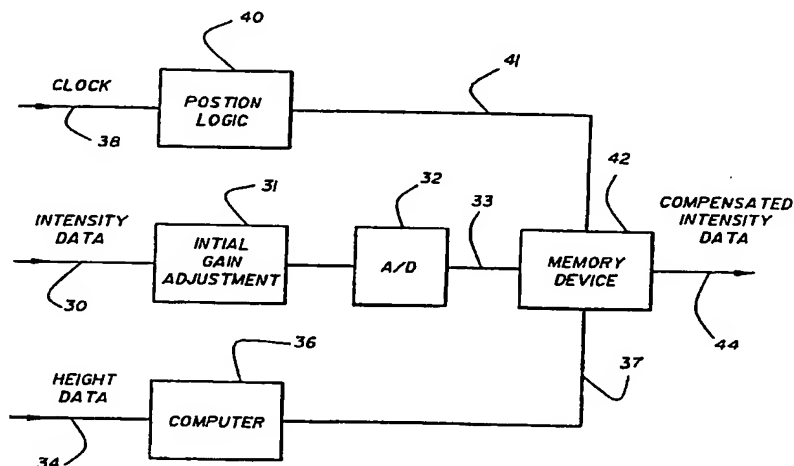 40
41
CLOCK
POSTION
LOGIC
38
42
31
32
33
COMPENSATED
INTENSITY
DATA
INTENSITY
DATA
INTIAL
GAIN
ADJUSTMENT
A/D
MEMORY
DEVICE
30
44
36
37
HEIGHT
DATA
COMPUTER
34